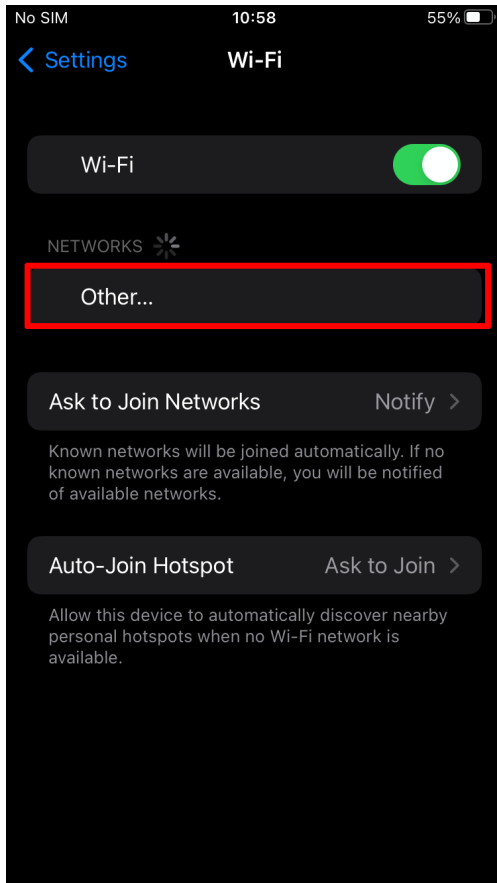 No SIM 10:58 55%
Settings Wi-Fi
Wi-Fi
NETWORKS
Other...
Ask to Join Networks Notify
Known networks will be joined automatically. If no
known networks are available, you will be notified
of available networks.
Auto-Join Hotspot Ask to Join
Allow this device to automatically discover nearby
personal hotspots when no Wi-Fi network is
available.